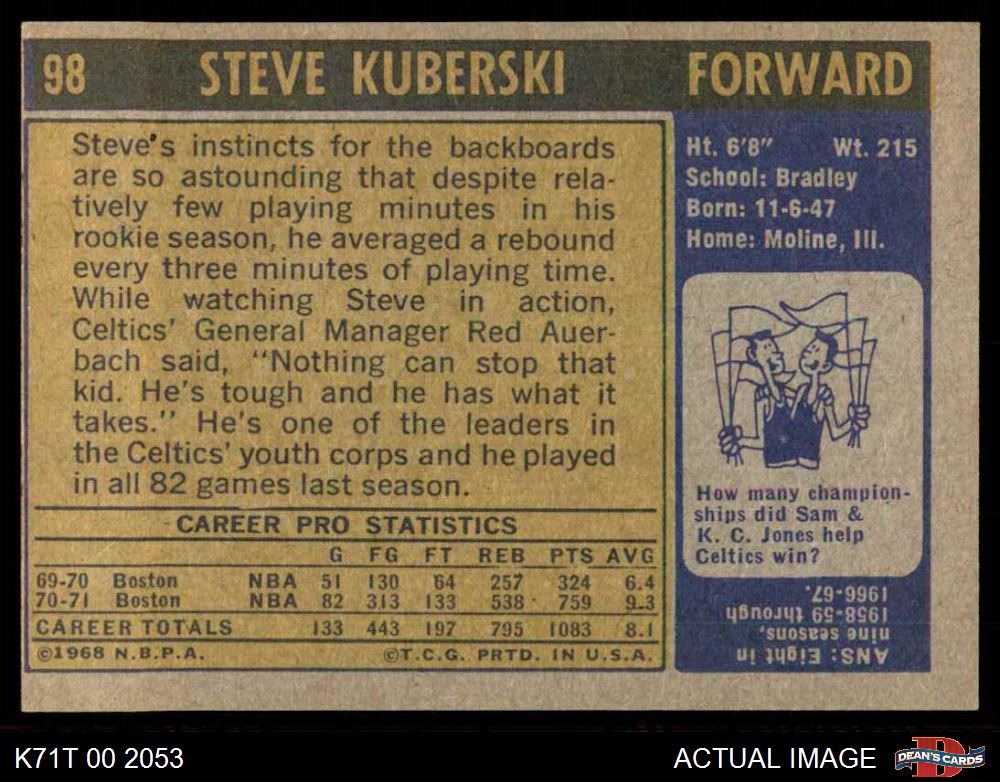 98 STEVE KUBERSKI FORWARD
Steve's instincts for the backboards
are so astounding that despite rela-
tively few playing minutes in his
rookie season, he averaged a rebound
every three minutes of playing time.
While watching Steve in action,
Celtics' General Manager Red Auer-
bach said, "Nothing can stop that
kid. He's tough and he has what it
takes." He's one of the leaders in
the Celtics' youth corps and he played
in all 82 games last season.
CAREER PRO STATISTICS
G FG FT REB PTS AVG
69-70 Boston NBA 51 130 64 257 324 6.4
70-71 Boston NBA 82 313 133 538 759 9.3
CAREER TOTALS 133 443 197 795 1083 8.1
©1968 N.B.P.A. ©T.C.G. PRTD. IN U.S.A.
Ht. 6'8" Wt. 215
School: Bradley
Born: 11-6-47
Home: Moline, Ill.
How many champion-
ships did Sam &
K. C. Jones help
Celtics win?
ANS: Eight in
nine seasons,
1958-59 through
1966-67.
K71T 00 2053
ACTUAL IMAGE
D
DEAN'S CARDS